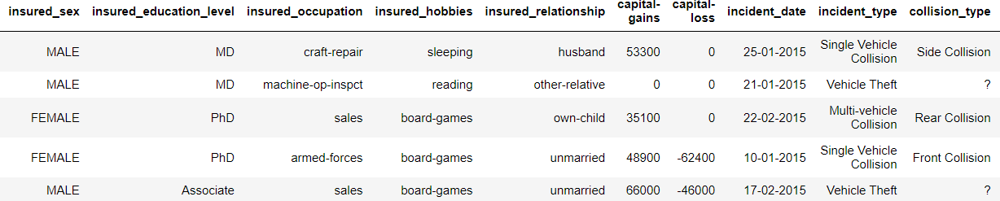 insured_sex insured_education_level insured_occupation insured_hobbies insured_relationship capital-gains capital-loss incident_date incident_type collision_type
MALE MD craft-repair sleeping husband 53300 0 25-01-2015 Single Vehicle Collision Side Collision
MALE MD machine-op-inspct reading other-relative 0 0 21-01-2015 Vehicle Theft ?
FEMALE PhD sales board-games own-child 35100 0 22-02-2015 Multi-vehicle Collision Rear Collision
FEMALE PhD armed-forces board-games unmarried 48900 -62400 10-01-2015 Single Vehicle Collision Front Collision
MALE Associate sales board-games unmarried 66000 -46000 17-02-2015 Vehicle Theft ?